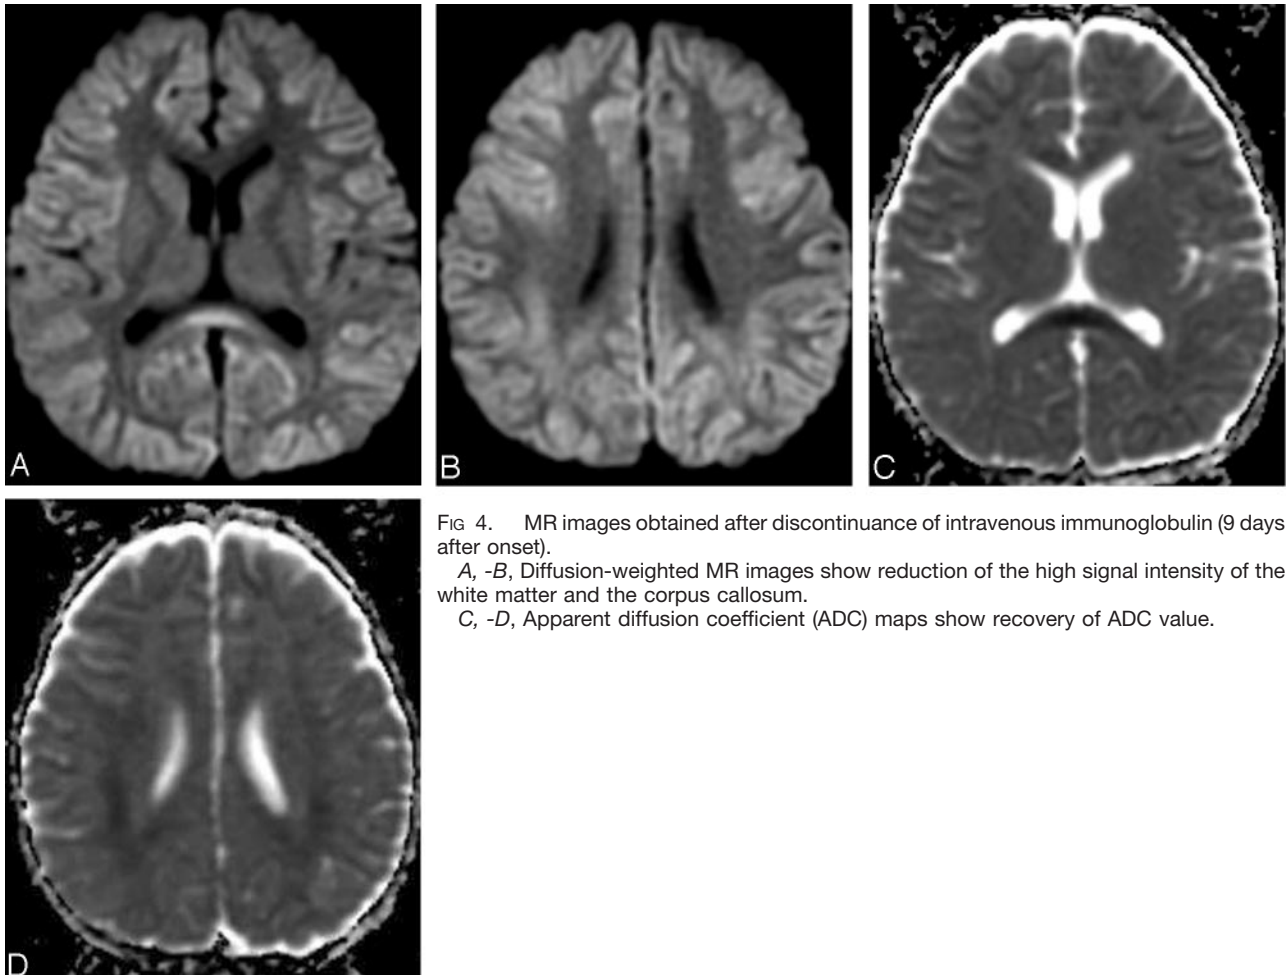 A
B
C
D
FIG 4. MR images obtained after discontinuance of intravenous immunoglobulin (9 days
after onset).
A, -B, Diffusion-weighted MR images show reduction of the high signal intensity of the
white matter and the corpus callosum.
C, -D, Apparent diffusion coefficient (ADC) maps show recovery of ADC value.